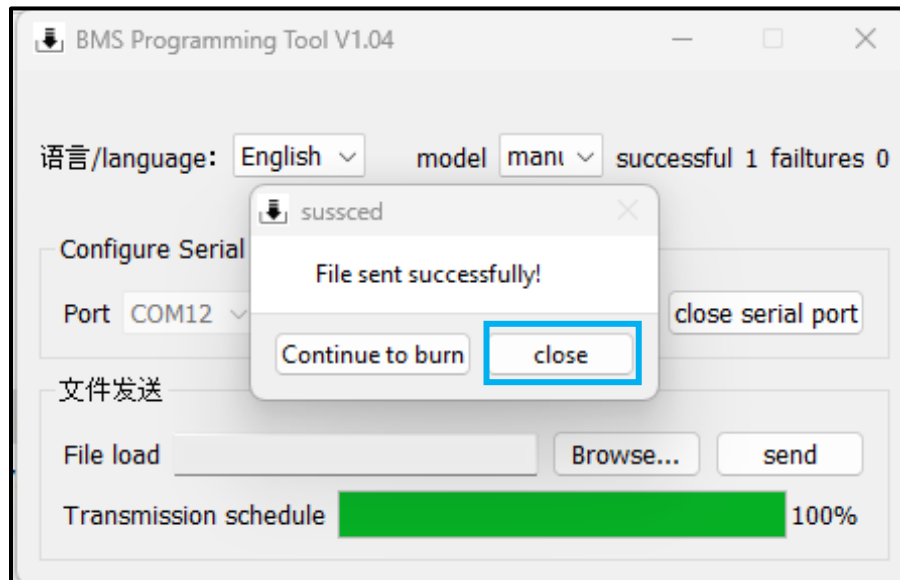 BMS Programming Tool V1.04
语言/language: English model manu successful 1 failtures 0
sussced
File sent successfully!
Continue to burn close
Configure Serial
Port COM12 close serial port
文件发送
File load Browse... send
Transmission schedule 100%